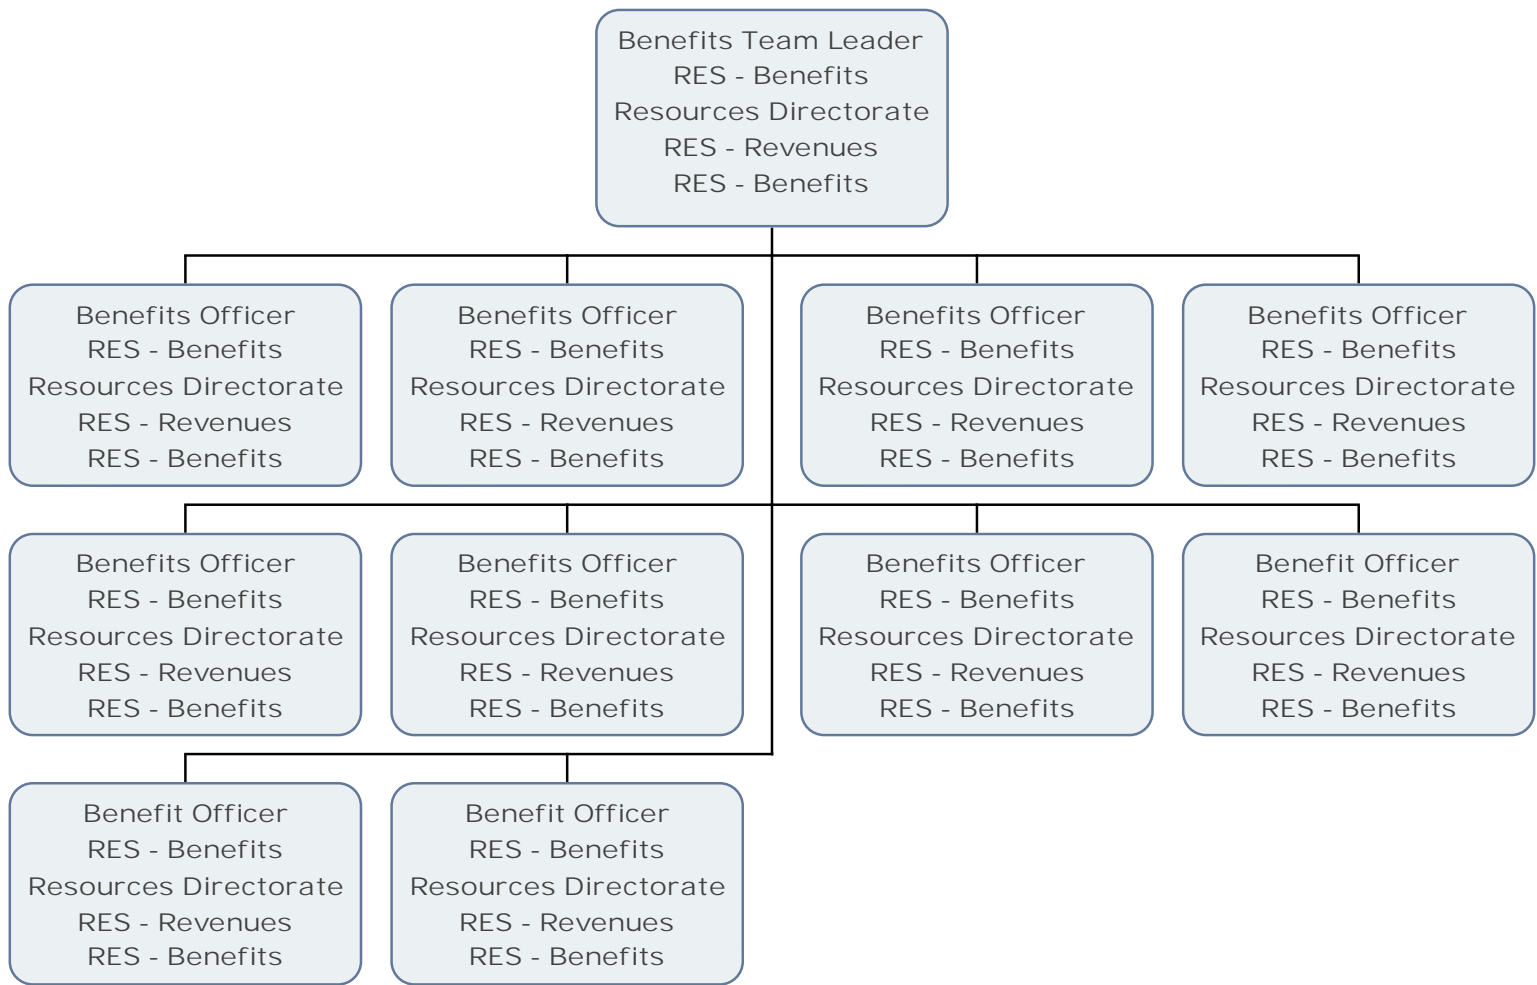 Benefits Team Leader
RES - Benefits
Resources Directorate
RES - Revenues
RES - Benefits
Benefits Officer
RES - Benefits
Resources Directorate
RES - Revenues
RES - Benefits
Benefits Officer
RES - Benefits
Resources Directorate
RES - Revenues
RES - Benefits
Benefits Officer
RES - Benefits
Resources Directorate
RES - Revenues
RES - Benefits
Benefits Officer
RES - Benefits
Resources Directorate
RES - Revenues
RES - Benefits
Benefits Officer
RES - Benefits
Resources Directorate
RES - Revenues
RES - Benefits
Benefits Officer
RES - Benefits
Resources Directorate
RES - Revenues
RES - Benefits
Benefits Officer
RES - Benefits
Resources Directorate
RES - Revenues
RES - Benefits
Benefit Officer
RES - Benefits
Resources Directorate
RES - Revenues
RES - Benefits
Benefit Officer
RES - Benefits
Resources Directorate
RES - Revenues
RES - Benefits
Benefit Officer
RES - Benefits
Resources Directorate
RES - Revenues
RES - Benefits